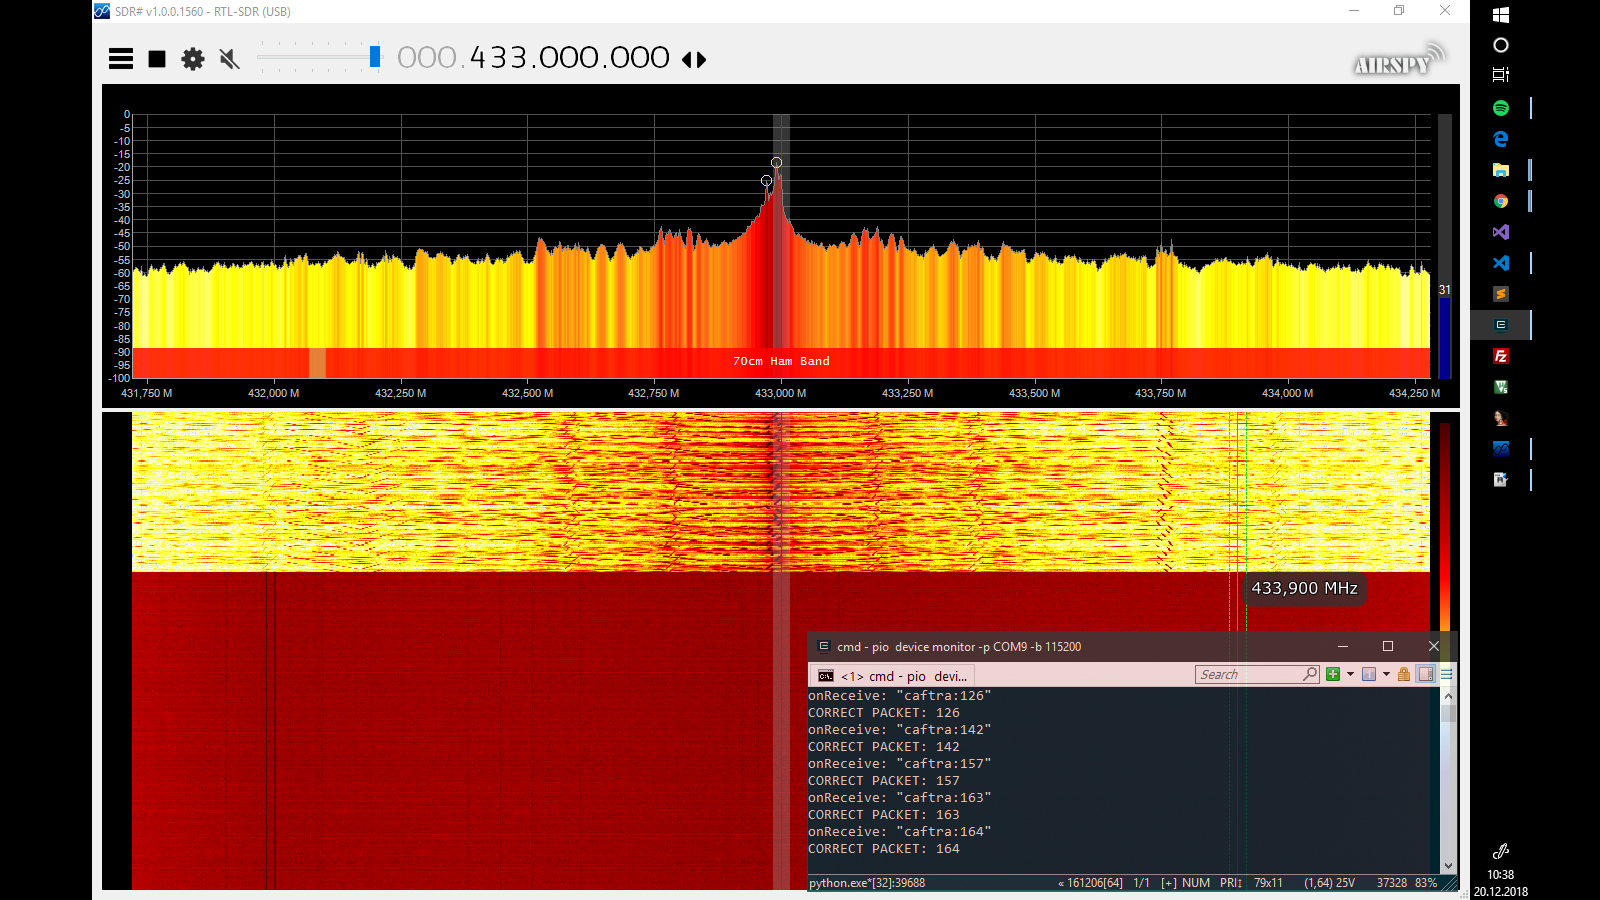 SDR# v1.0.0.1560 - RTL-SDR (USB)
000.433.000.000
AIRSPY
0
-5
-10
-15
-20
-25
-30
-35
-40
-45
-50
-55
-60
-65
-70
-75
-80
-85
-90
-95
-100
31
70cm Ham Band
431,750 M 432,000 M 432,250 M 432,500 M 432,750 M 433,000 M 433,250 M 433,500 M 433,750 M 434,000 M 434,250 M
433,900 MHz
cmd - pio device monitor -p COM9 -b 115200
<1> cmd - pio devi...
Search
onReceive: "caftra:126"
CORRECT PACKET: 126
onReceive: "caftra:142"
CORRECT PACKET: 142
onReceive: "caftra:157"
CORRECT PACKET: 157
onReceive: "caftra:163"
CORRECT PACKET: 163
onReceive: "caftra:164"
CORRECT PACKET: 164
python.exe*[32]:39688 « 161206[64] 1/1 [+] NUM PRI↕ 79x11 (1,64) 25V 37328 83%
10:38
20.12.2018